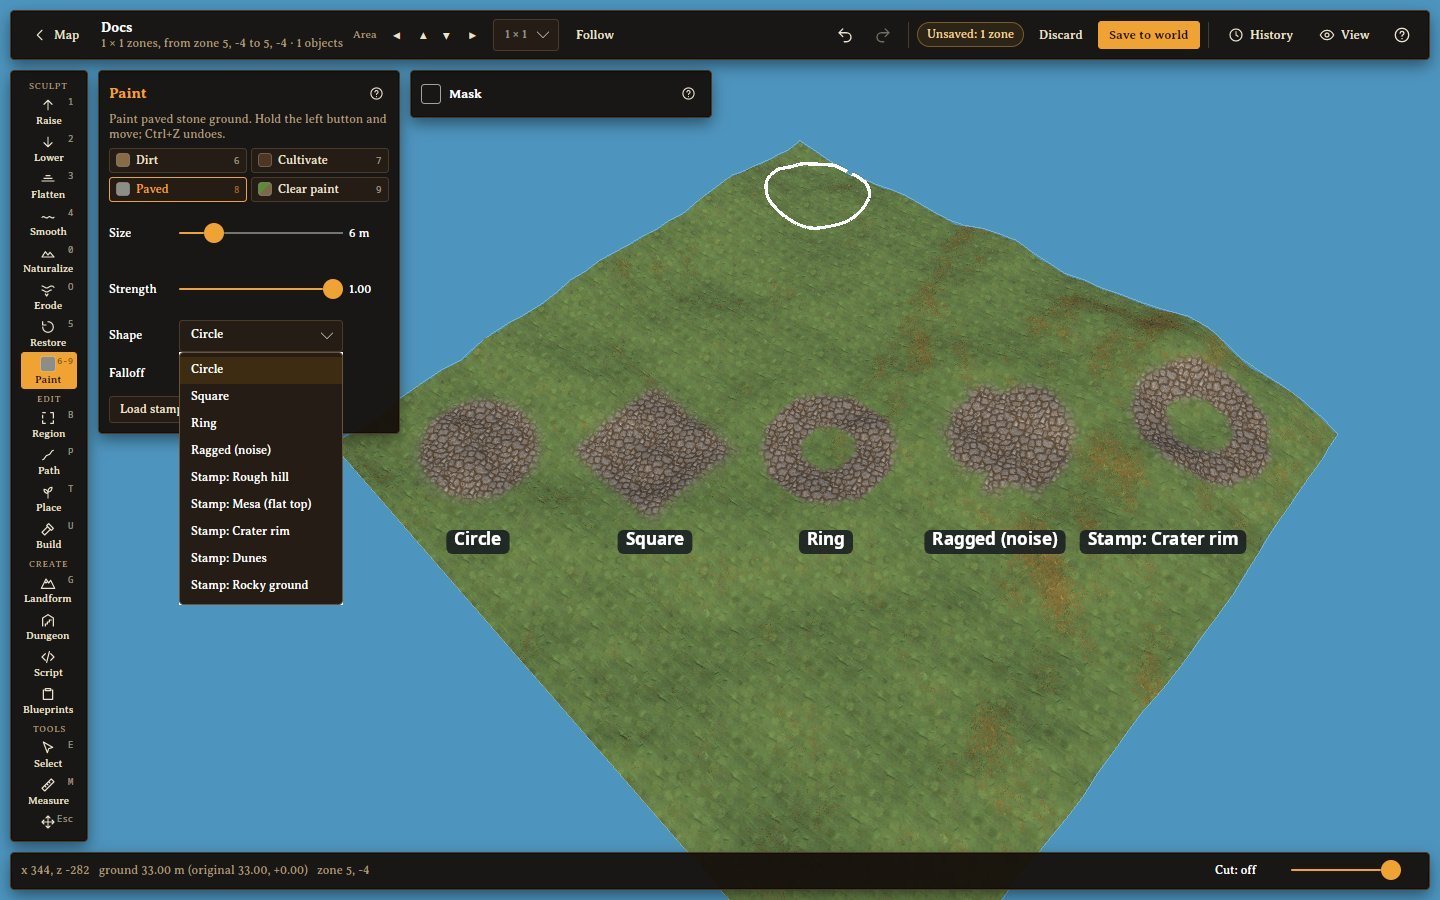 Map
Docs
1 × 1 zones, from zone 5, -4 to 5, -4 · 1 objects
Area
1 × 1
Follow
Unsaved: 1 zone
Discard
Save to world
History
View
SCULPT
Raise 1
Lower 2
Flatten 3
Smooth 4
Naturalize 0
Erode O
Restore 5
Paint 6-9
EDIT
Region B
Path P
Place T
Build U
CREATE
Landform G
Dungeon
Script
Blueprints
TOOLS
Select E
Measure M
Esc
Paint
Paint paved stone ground. Hold the left button and
move; Ctrl+Z undoes.
Dirt 6
Cultivate 7
Paved 8
Clear paint 9
Size 6 m
Strength 1.00
Shape Circle
Falloff
Load stamp
Circle
Square
Ring
Ragged (noise)
Stamp: Rough hill
Stamp: Mesa (flat top)
Stamp: Crater rim
Stamp: Dunes
Stamp: Rocky ground
Mask
Circle
Square
Ring
Ragged (noise)
Stamp: Crater rim
x 344, z -282 ground 33.00 m (original 33.00, +0.00) zone 5, -4
Cut: off